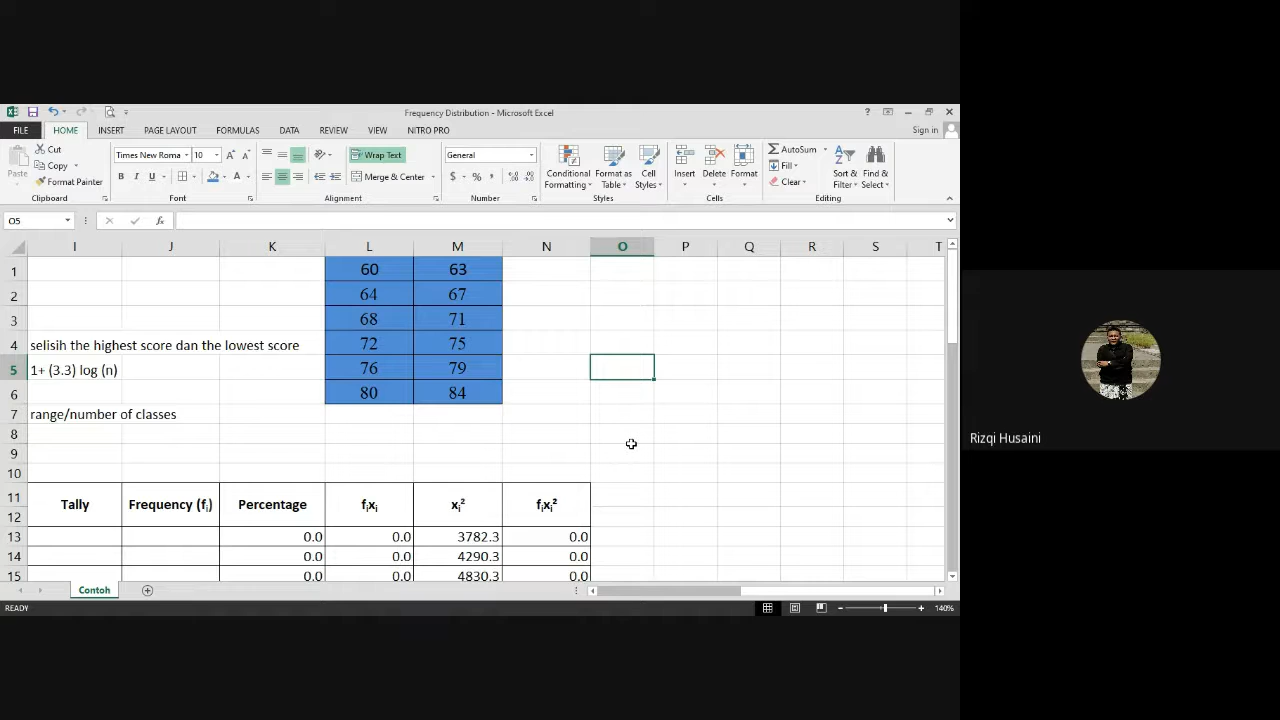 Frequency Distribution - Microsoft Excel
FILE HOME INSERT PAGE LAYOUT FORMULAS DATA REVIEW VIEW NITRO PRO Sign in
Paste Cut Copy Format Painter
Clipboard
Times New Roma 10
B I U
Font
Wrap Text
Merge & Center
Alignment
General
$ % ,
Number
Conditional Formatting Format as Table Cell Styles
Styles
Insert Delete Format
Cells
AutoSum Fill Clear
Sort & Filter Find & Select
Editing
O5 fx
I J K L M N O P Q R S T
1 60 63
2 64 67
3 68 71
4 selisih the highest score dan the lowest score 72 75
5 1+ (3.3) log (n) 76 79
6 80 84
7 range/number of classes
8
9
10
11 Tally Frequency (fi) Percentage fixi xi² fixi²
12
13 0.0 0.0 3782.3 0.0
14 0.0 0.0 4290.3 0.0
15 0.0 0.0 4830.3 0.0
Contoh
READY 140%
Rizqi Husaini